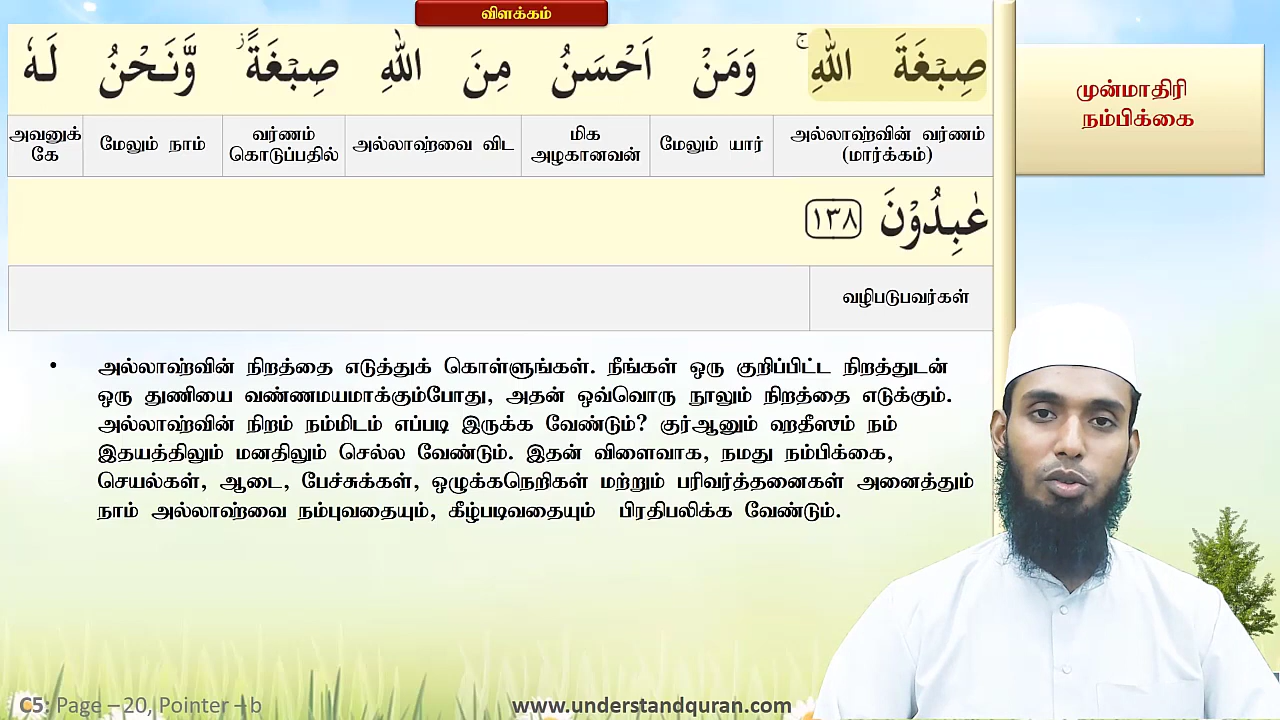 விளக்கம்
صِبْغَةَ اللّٰهِ ۚ وَمَنْ اَحْسَنُ مِنَ اللّٰهِ صِبْغَةً ؗ وَّنَحْنُ لَهٗ
அல்லாஹ்வின் வர்ணம் (மார்க்கம்)
மேலும் யார்
மிக அழகானவன்
அல்லாஹ்வை விட
வர்ணம் கொடுப்பதில்
மேலும் நாம்
அவனுக்கே
عٰبِدُوْنَ ١٣٨
வழிபடுபவர்கள்
முன்மாதிரி
நம்பிக்கை
• அல்லாஹ்வின் நிறத்தை எடுத்துக் கொள்ளுங்கள். நீங்கள் ஒரு குறிப்பிட்ட நிறத்துடன்
ஒரு துணியை வண்ணமயமாக்கும்போது, அதன் ஒவ்வொரு நூலும் நிறத்தை எடுக்கும்.
அல்லாஹ்வின் நிறம் நம்மிடம் எப்படி இருக்க வேண்டும்? குர்ஆனும் ஹதீஸும் நம்
இதயத்திலும் மனதிலும் செல்ல வேண்டும். இதன் விளைவாக, நமது நம்பிக்கை,
செயல்கள், ஆடை, பேச்சுக்கள், ஒழுக்கநெறிகள் மற்றும் பரிவர்த்தனைகள் அனைத்தும்
நாம் அல்லாஹ்வை நம்புவதையும், கீழ்படிவதையும் பிரதிபலிக்க வேண்டும்.
C5: Page – 20, Pointer – b
www.understandquran.com